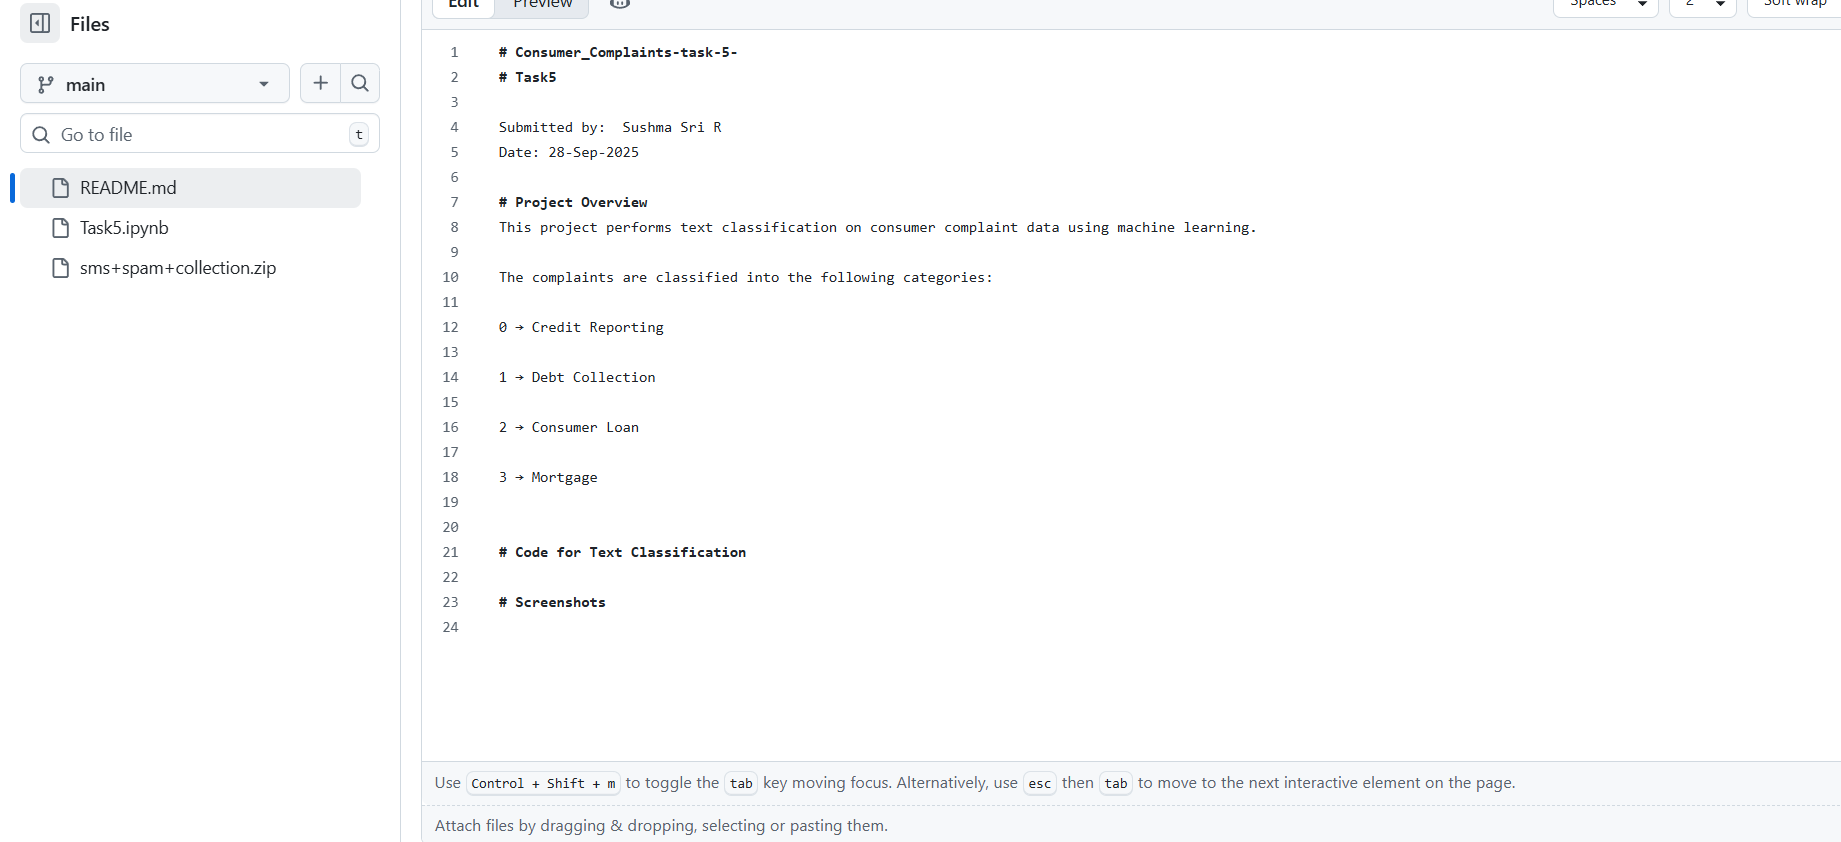 Files
main
Go to file
t
README.md
Task5.ipynb
sms+spam+collection.zip
Edit
Preview
Spaces
2
Soft wrap
1 # Consumer_Complaints-task-5-
2 # Task5
3
4 Submitted by:  Sushma Sri R
5 Date: 28-Sep-2025
6
7 # Project Overview
8 This project performs text classification on consumer complaint data using machine learning.
9
10 The complaints are classified into the following categories:
11
12 0 → Credit Reporting
13
14 1 → Debt Collection
15
16 2 → Consumer Loan
17
18 3 → Mortgage
19
20
21 # Code for Text Classification
22
23 # Screenshots
24
Use Control + Shift + m to toggle the tab key moving focus. Alternatively, use esc then tab to move to the next interactive element on the page.
Attach files by dragging & dropping, selecting or pasting them.